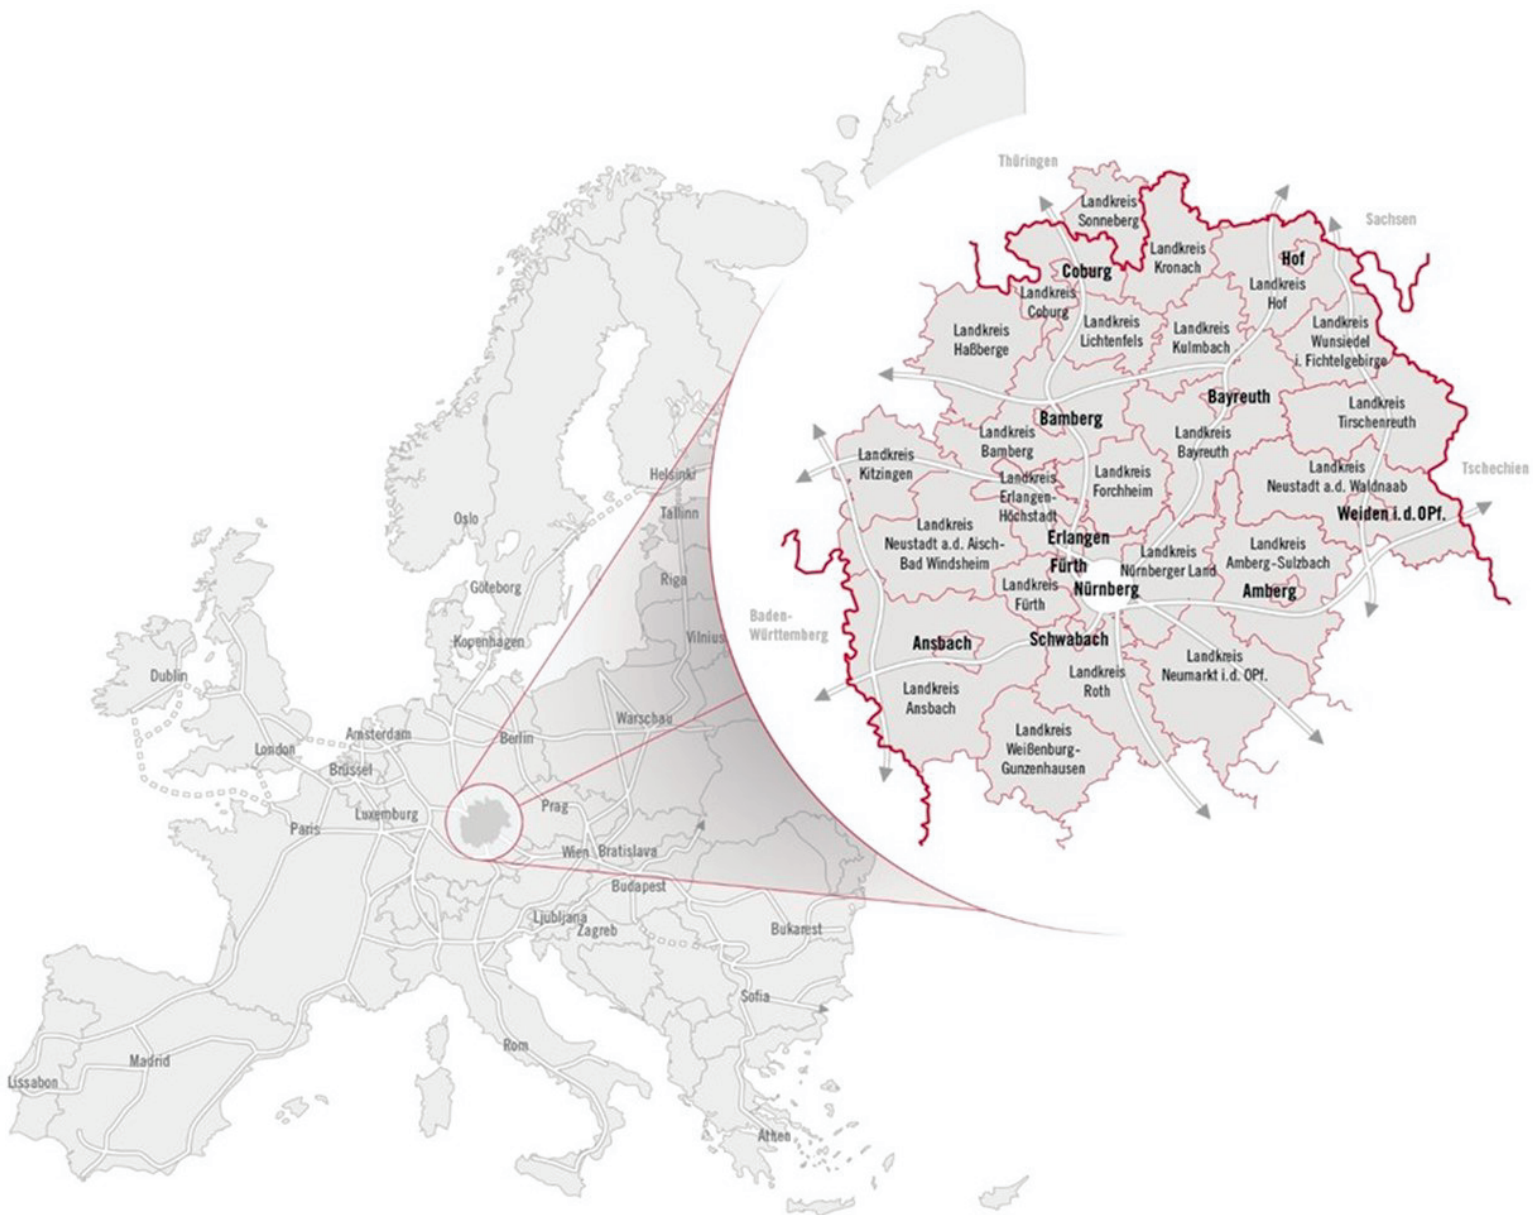 Thüringen
Landkreis
Sonneberg
Sachsen
Landkreis
Kronach
Hof
Coburg
Landkreis
Hof
Landkreis
Coburg
Landkreis
Haßberge
Landkreis
Lichtenfels
Landkreis
Kulmbach
Landkreis
Wunsiedel
i. Fichtelgebirge
Bayreuth
Landkreis
Tirschenreuth
Bamberg
Landkreis
Bamberg
Landkreis
Bayreuth
Landkreis
Kitzingen
Landkreis
Erlangen-
Höchstadt
Landkreis
Forchheim
Landkreis
Neustadt a.d. Waldnaab
Tschechien
Weiden i.d.OPf.
Landkreis
Neustadt a.d. Aisch-
Bad Windsheim
Erlangen
Landkreis
Nürnberger Land
Landkreis
Amberg-Sulzbach
Fürth
Nürnberg
Amberg
Landkreis
Fürth
Baden-
Württemberg
Ansbach
Schwabach
Landkreis
Ansbach
Landkreis
Roth
Landkreis
Neumarkt i.d. OPf.
Landkreis
Weißenburg-
Gunzenhausen
Helsinki
Oslo
Tallinn
Göteborg
Riga
Kopenhagen
Vilnius
Dublin
Warschau
London
Amsterdam
Berlin
Brüssel
Luxemburg
Prag
Paris
Wien
Bratislava
Budapest
Ljubljana
Zagreb
Bukarest
Sofia
Rom
Madrid
Lissabon
Athen